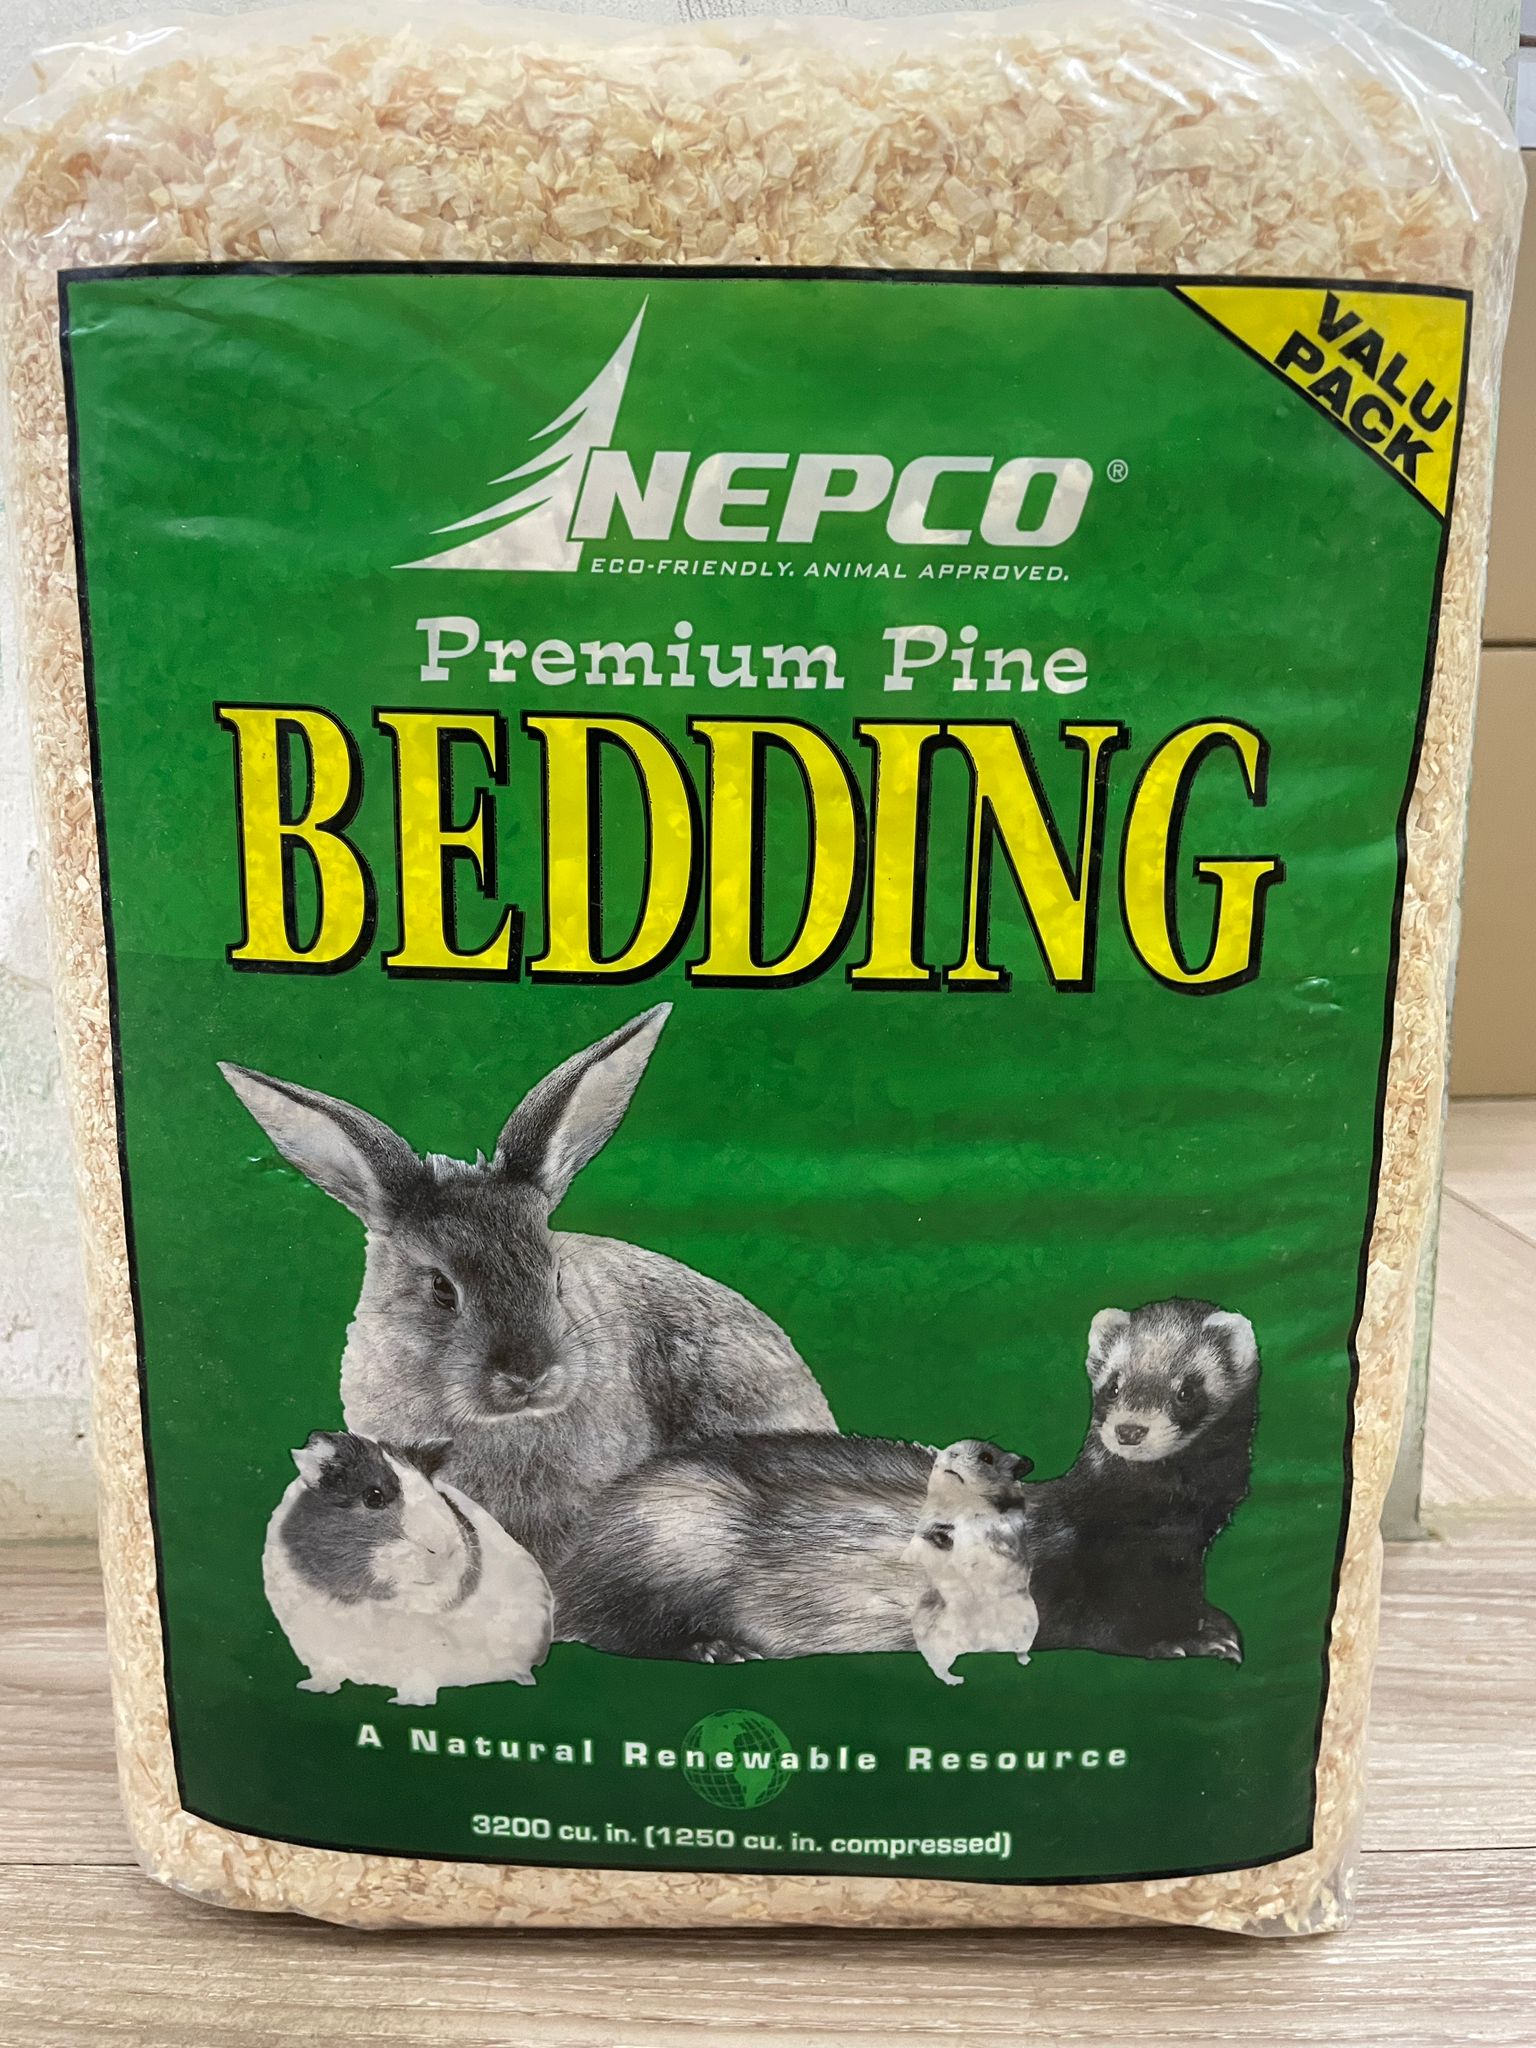 VALU
PACK
NEPCO®
ECO-FRIENDLY. ANIMAL APPROVED.
Premium Pine
BEDDING
A Natural Renewable Resource
3200 cu. in. (1250 cu. in. compressed)